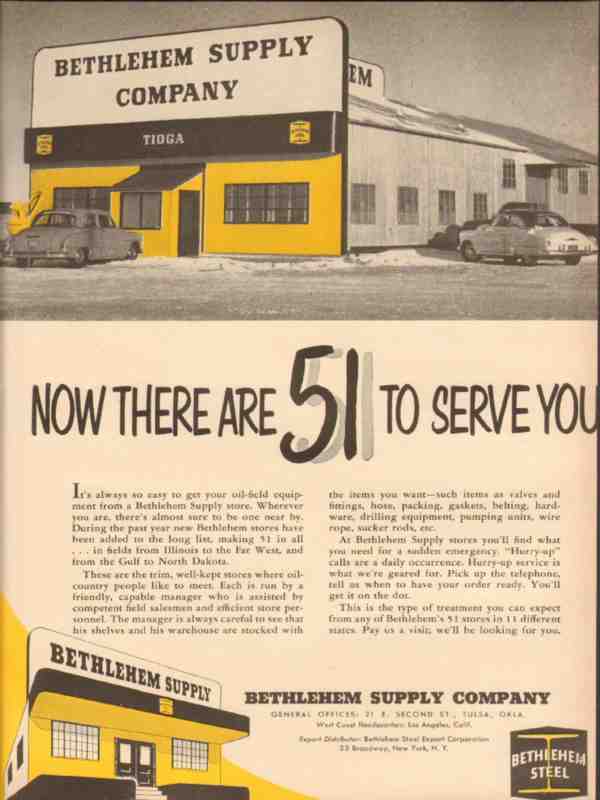 BETHLEHEM SUPPLY
COMPANY
EM
TIOGA
NOW THERE ARE 51 TO SERVE YOU
It's always so easy to get your oil-field equip-
ment from a Bethlehem Supply store. Wherever
you are, there's almost sure to be one near by.
During the past year new Bethlehem stores have
been added to the long list, making 51 in all
. . . in fields from Illinois to the Far West, and
from the Gulf to North Dakota.
These are the trim, well-kept stores where oil-
country people like to meet. Each is run by a
friendly, capable manager who is assisted by
competent field salesmen and efficient store per-
sonnel. The manager is always careful to see that
his shelves and his warehouse are stocked with
the items you want—such items as valves and
fittings, hose, packing, gaskets, belting, hard-
ware, drilling equipment, pumping units, wire
rope, sucker rods, etc.
At Bethlehem Supply stores you'll find what
you need for a sudden emergency. "Hurry-up"
calls are a daily occurrence. Hurry-up service is
what we're geared for. Pick up the telephone,
tell us when to have your order ready. You'll
get it on the dot.
This is the type of treatment you can expect
from any of Bethlehem's 51 stores in 11 different
states. Pay us a visit; we'll be looking for you.
BETHLEHEM SUPPLY
BETHLEHEM SUPPLY COMPANY
GENERAL OFFICES: 21 E. SECOND ST., TULSA, OKLA.
West Coast Headquarters: Los Angeles, Calif.
Export Distributor: Bethlehem Steel Export Corporation
25 Broadway, New York, N. Y.
BETHLEHEM
STEEL